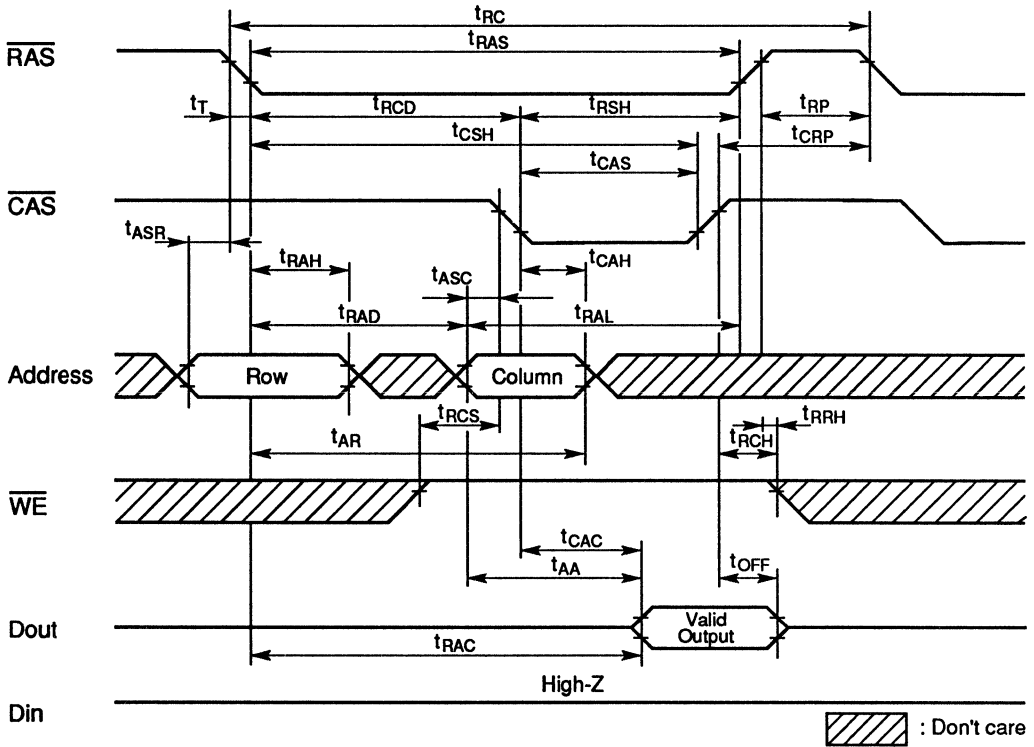 tRC
RAS
tRAS
tT
tRCD
tRSH
tRP
tCSH
tCRP
tCAS
CAS
tASR
tRAH
tASC
tCAH
tRAD
tRAL
Address
Row
Column
tRCS
tRRH
tAR
tRCH
WE
tCAC
tAA
tOFF
Dout
Valid
Output
tRAC
High-Z
Din
: Don't care